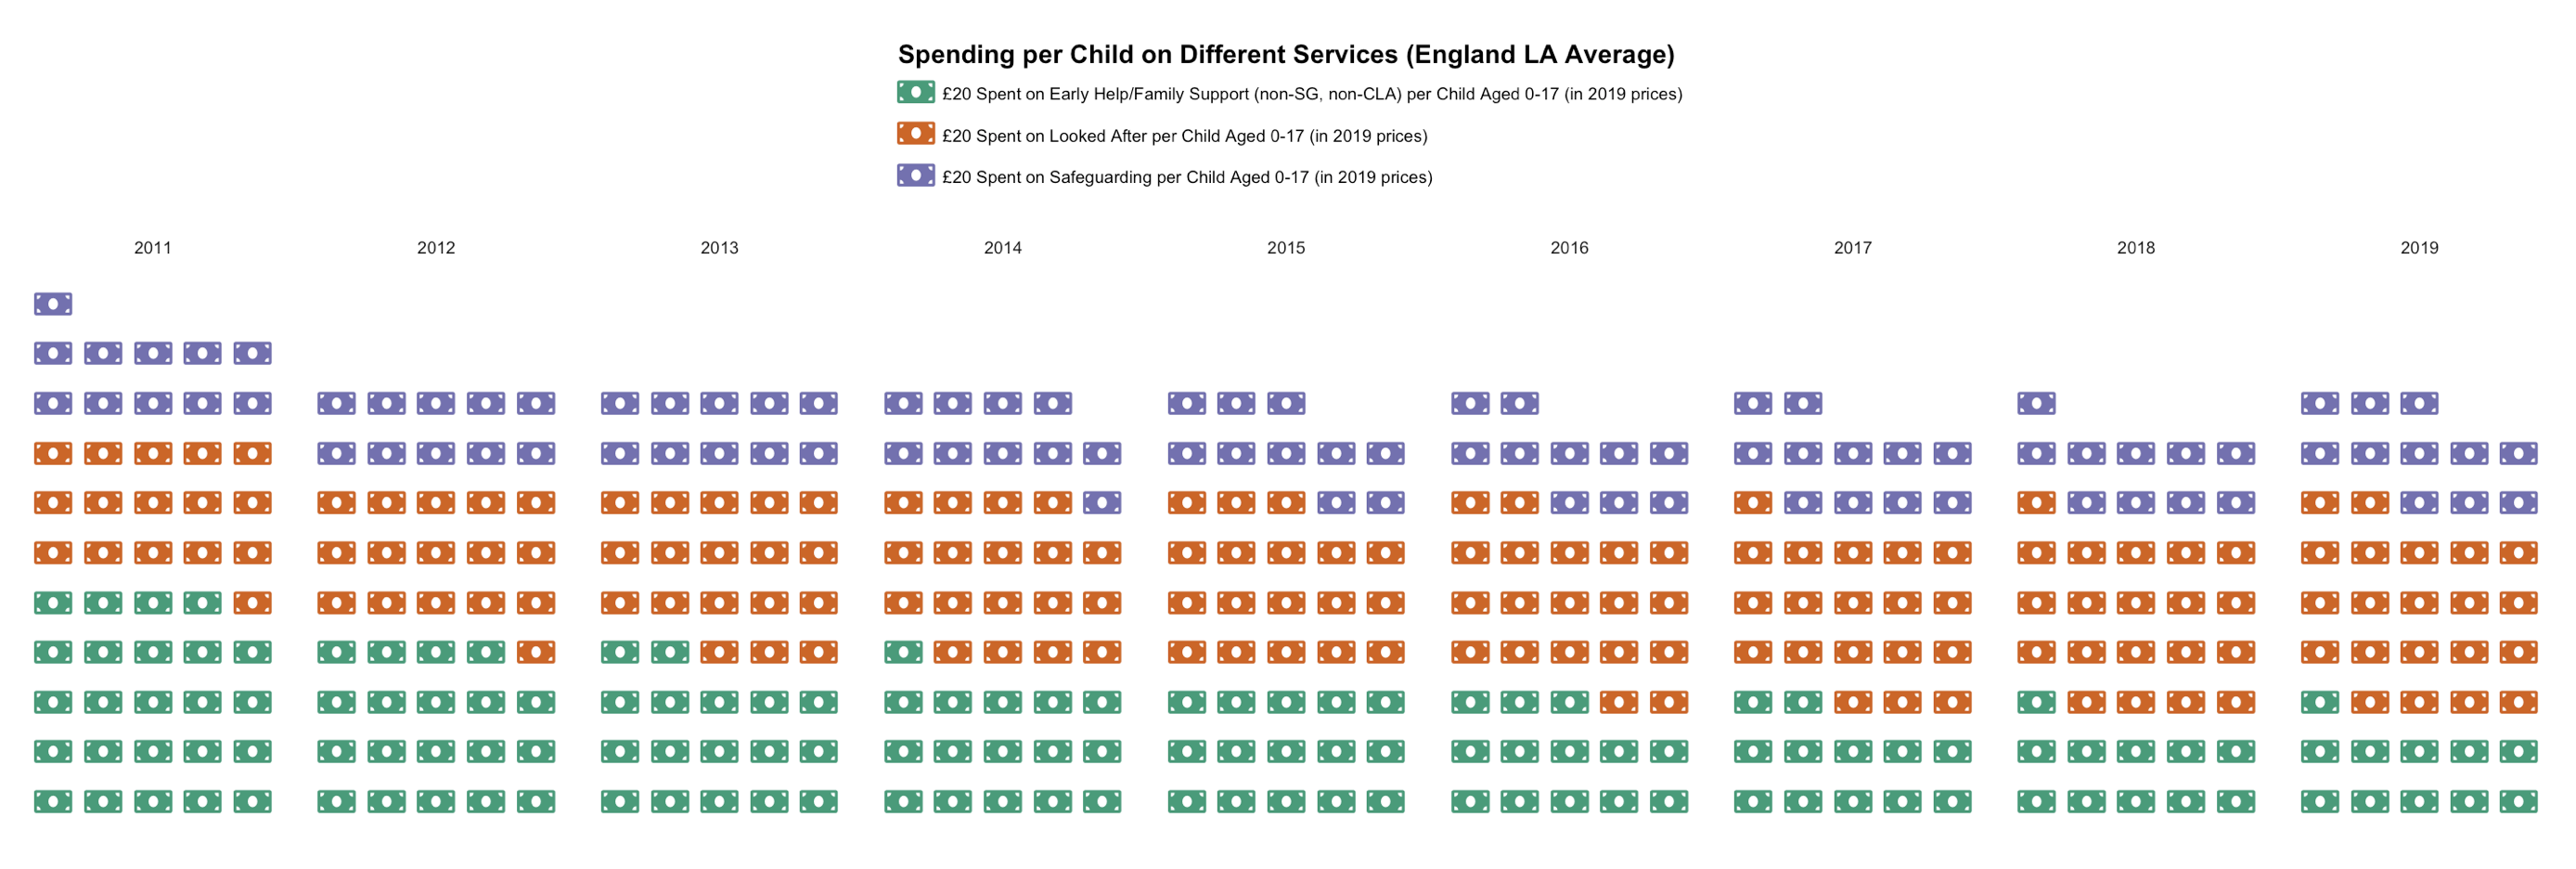 Spending per Child on Different Services (England LA Average)
£20 Spent on Early Help/Family Support (non-SG, non-CLA) per Child Aged 0-17 (in 2019 prices)
£20 Spent on Looked After per Child Aged 0-17 (in 2019 prices)
£20 Spent on Safeguarding per Child Aged 0-17 (in 2019 prices)
2011 2012 2013 2014 2015 2016 2017 2018 2019